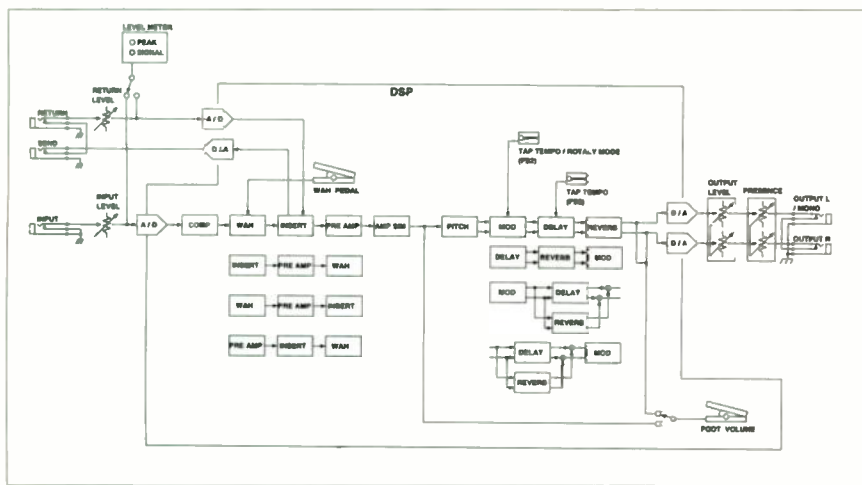 LEVEL METER
PEAK
SIGNAL
RETURN
LEVEL
DSP
RETURN
A / D
SEND
D / A
TAP TEMPO / ROTALY MODE
(FS2)
WAH PEDAL
TAP TEMPO
INPUT
LEVEL
OUTPUT
LEVEL
PRESENCE
OUTPUT L
/ MONO
INPUT
A / D
COMP
WAH
INSERT
PRE AMP
AMP SIM
PITCH
MOD
DELAY
REVERB
D / A
D / A
OUTPUT R
INSERT
PRE AMP
WAH
DELAY
REVERB
MOD
WAH
PRE AMP
INSERT
MOD
DELAY
REVERB
PRE AMP
INSERT
WAH
DELAY
MOD
REVERB
FOOT VOLUME